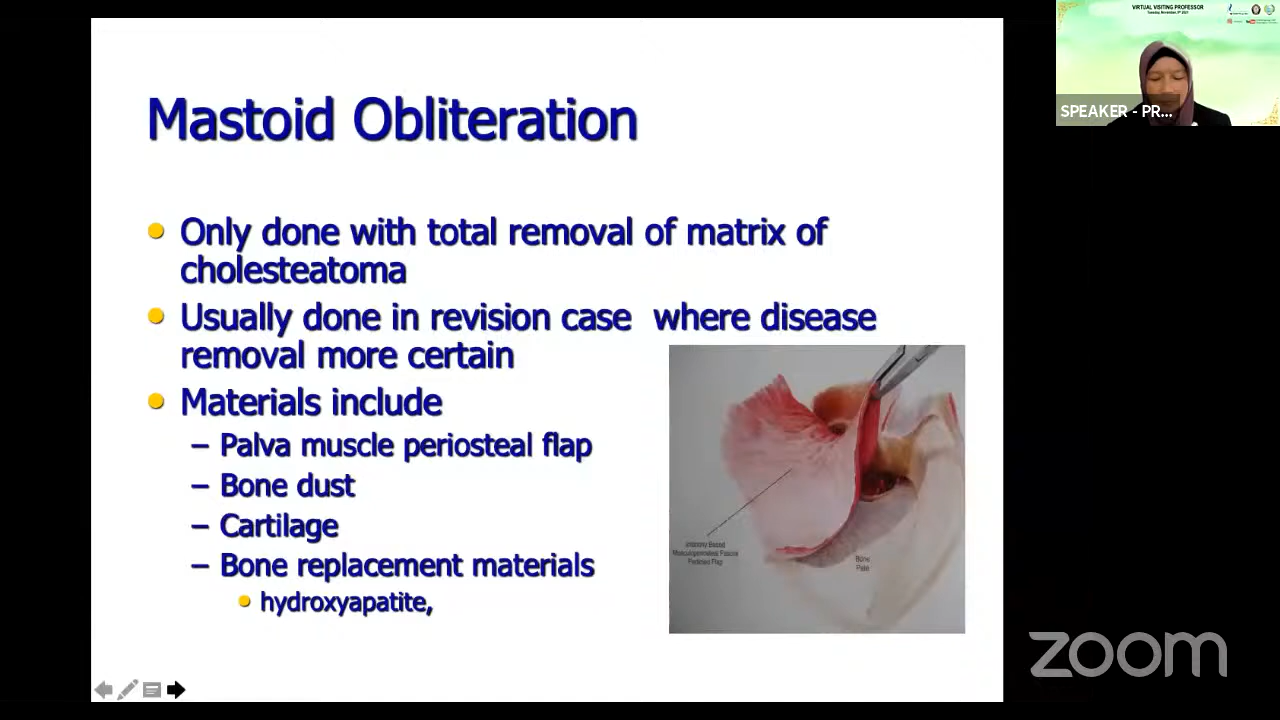 VIRTUAL VISITING PROFESSOR
SPEAKER - PR...
Mastoid Obliteration
Only done with total removal of matrix of
cholesteatoma
Usually done in revision case where disease
removal more certain
Materials include
– Palva muscle periosteal flap
– Bone dust
– Cartilage
– Bone replacement materials
hydroxyapatite,
Bone
Pate
zoom